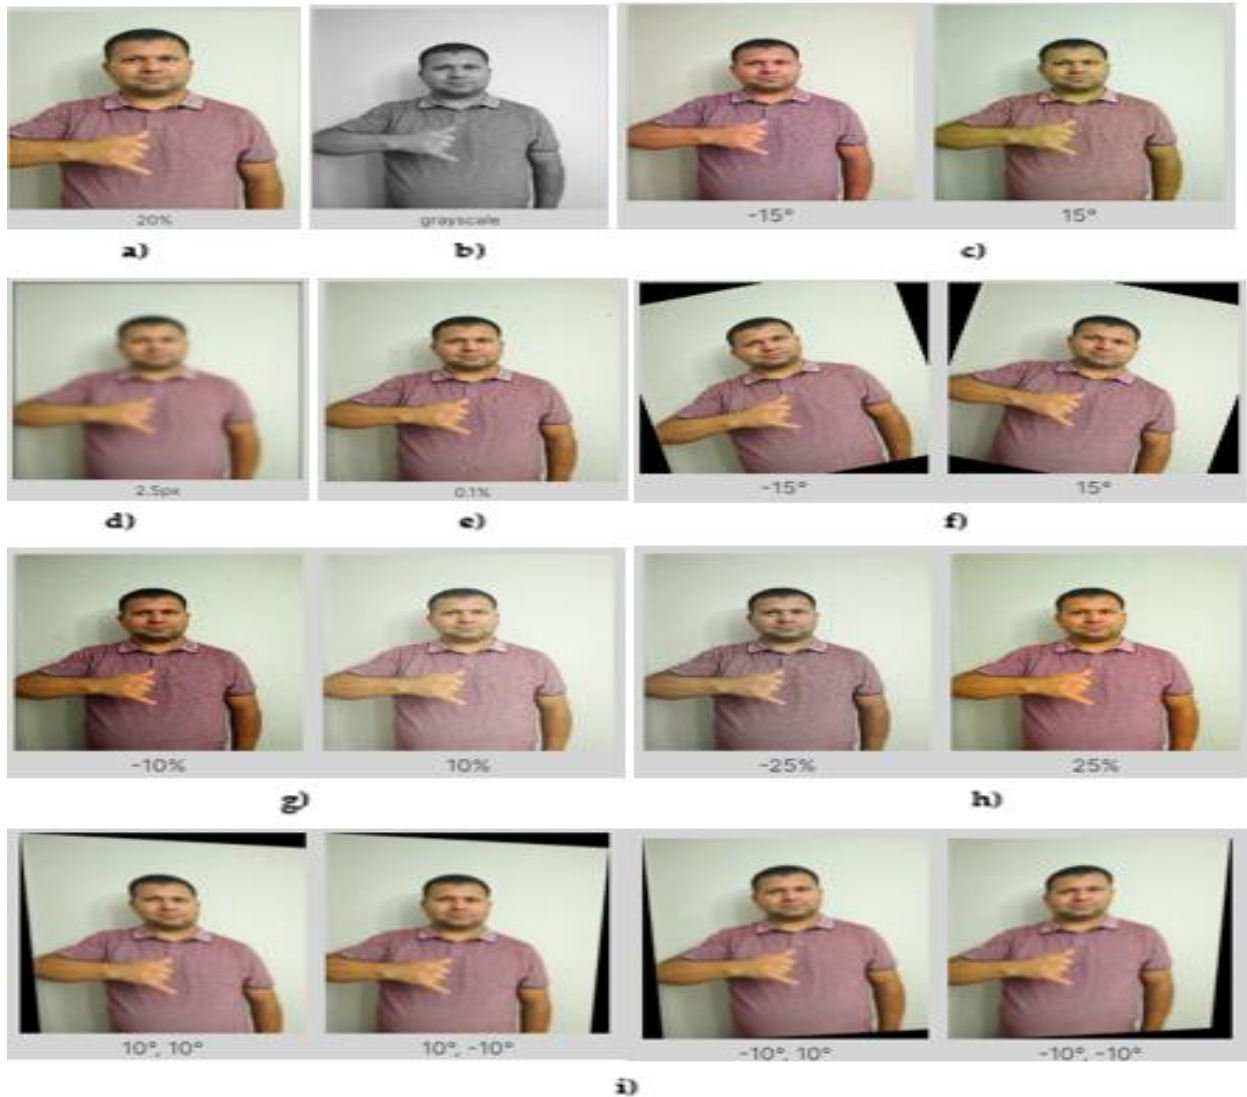 20%
grayscale
-15° 15°
a) b) c)
2.5px
0.1%
-15° 15°
d) e) f)
-10% 10%
-25% 25%
g) h)
10°, 10° 10°, -10° -10°, 10° -10°, -10°
i)